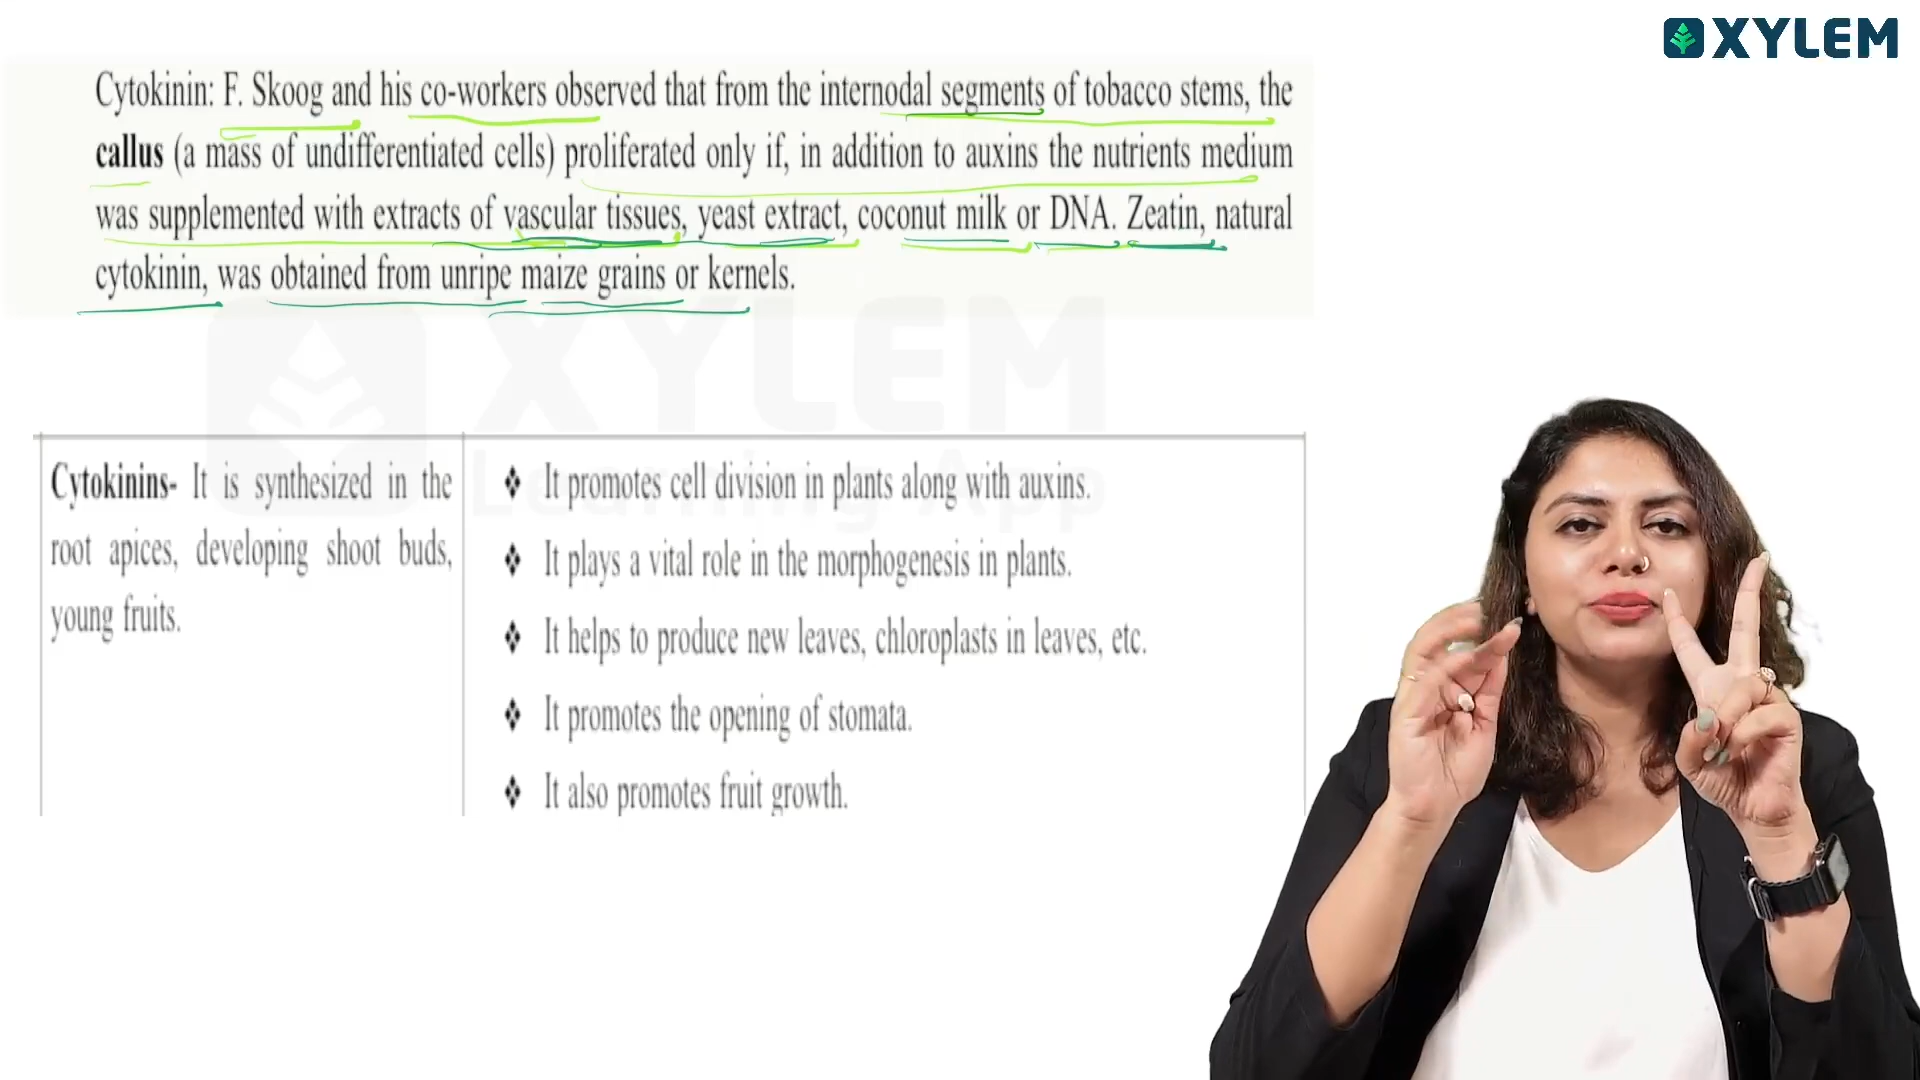 XYLEM
Cytokinin: F. Skoog and his co-workers observed that from the internodal segments of tobacco stems, the
callus (a mass of undifferentiated cells) proliferated only if, in addition to auxins the nutrients medium
was supplemented with extracts of vascular tissues, yeast extract, coconut milk or DNA. Zeatin, natural
cytokinin, was obtained from unripe maize grains or kernels.
XYLEM
Learning App
Cytokinins- It is synthesized in the
root apices, developing shoot buds,
young fruits.
❖ It promotes cell division in plants along with auxins.
❖ It plays a vital role in the morphogenesis in plants.
❖ It helps to produce new leaves, chloroplasts in leaves, etc.
❖ It promotes the opening of stomata.
❖ It also promotes fruit growth.